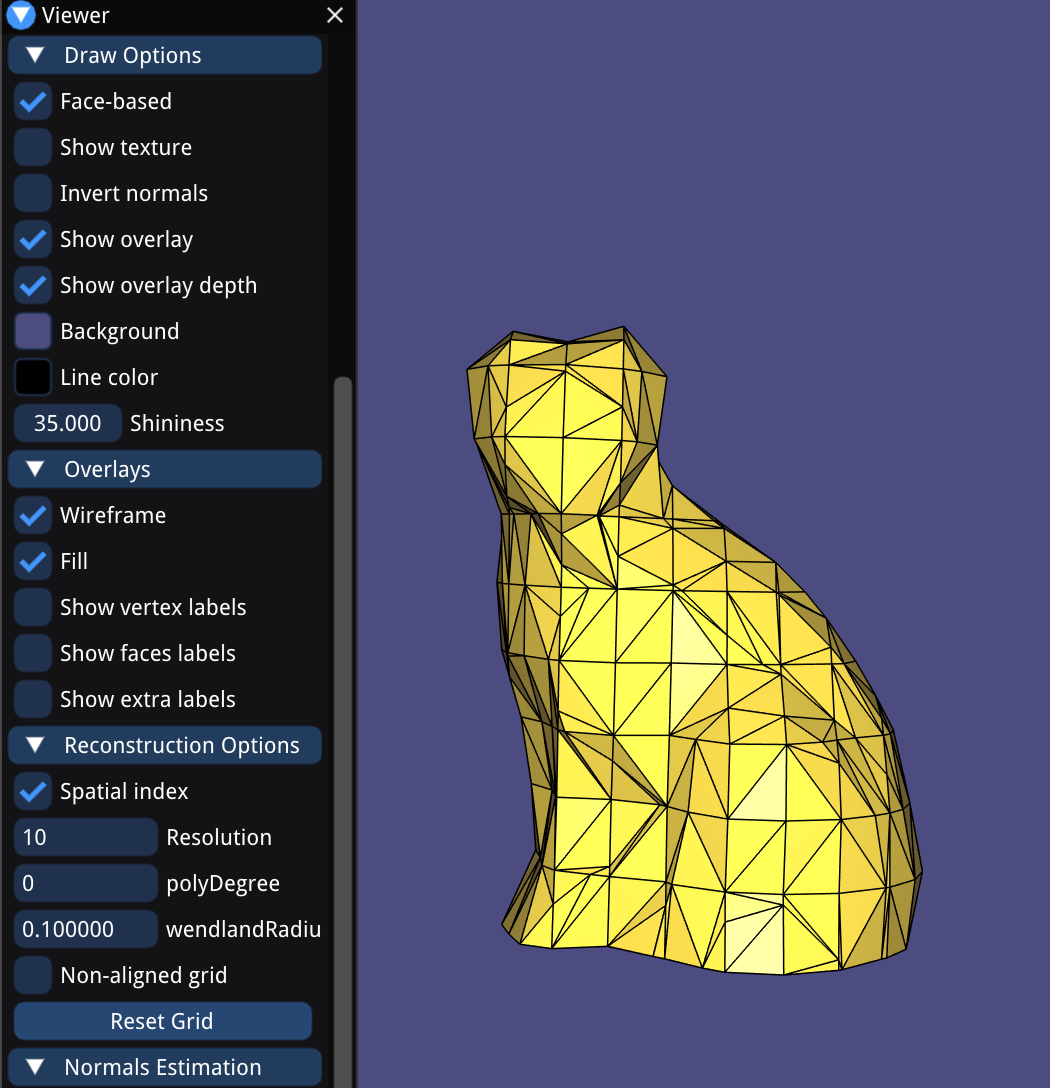 Viewer
Draw Options
Face-based
Show texture
Invert normals
Show overlay
Show overlay depth
Background
Line color
35.000 Shininess
Overlays
Wireframe
Fill
Show vertex labels
Show faces labels
Show extra labels
Reconstruction Options
Spatial index
10 Resolution
0 polyDegree
0.100000 wendlandRadiu
Non-aligned grid
Reset Grid
Normals Estimation